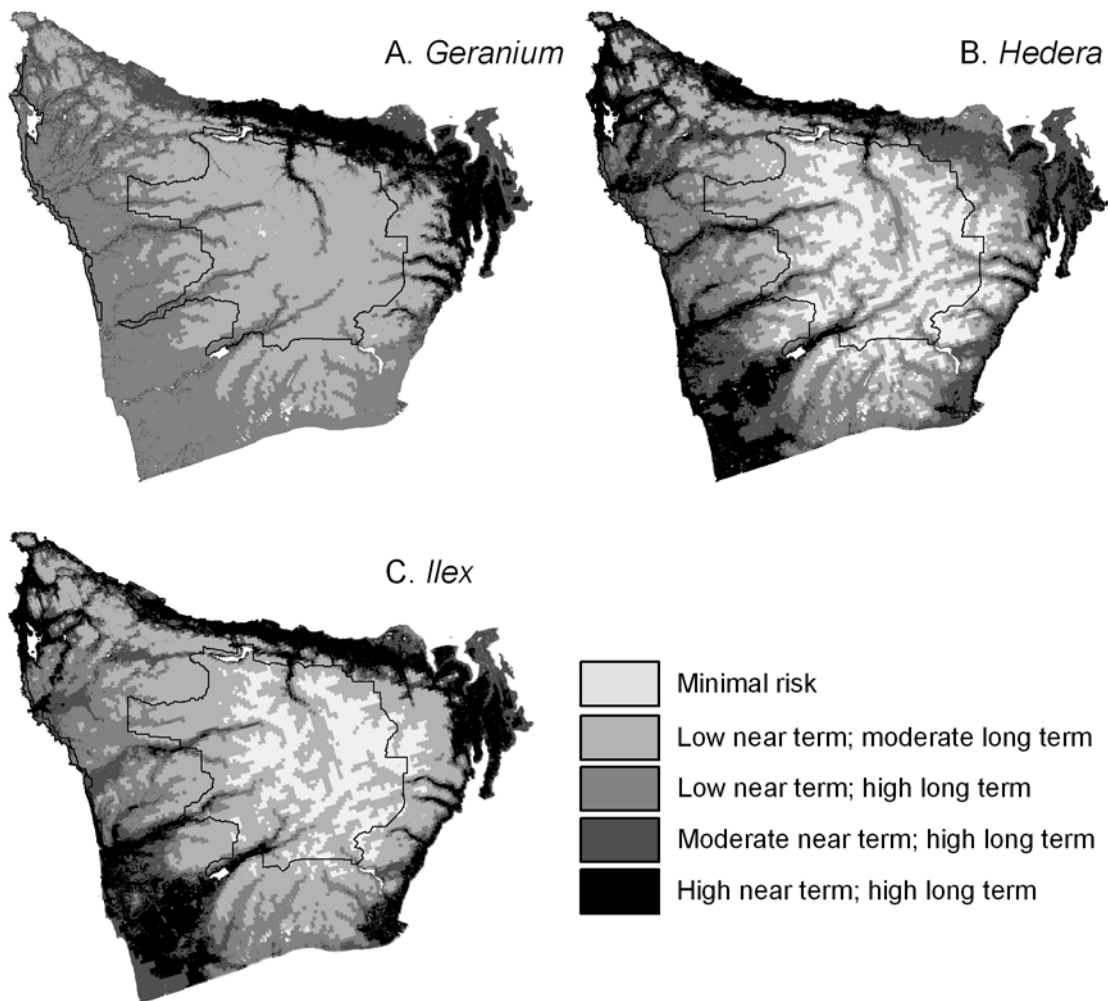 A. Geranium
B. Hedera
C. Ilex
Minimal risk
Low near term; moderate long term
Low near term; high long term
Moderate near term; high long term
High near term; high long term